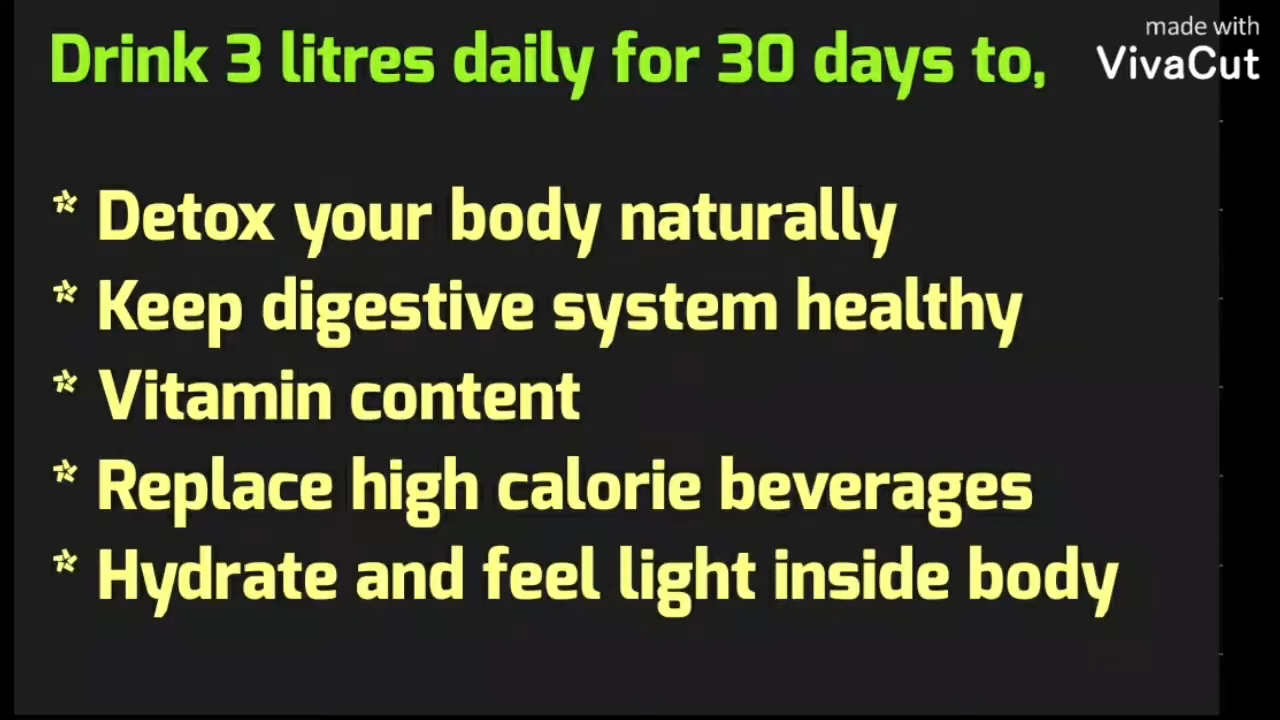 Drink 3 litres daily for 30 days to,
made with
VivaCut
* Detox your body naturally
* Keep digestive system healthy
* Vitamin content
* Replace high calorie beverages
* Hydrate and feel light inside body